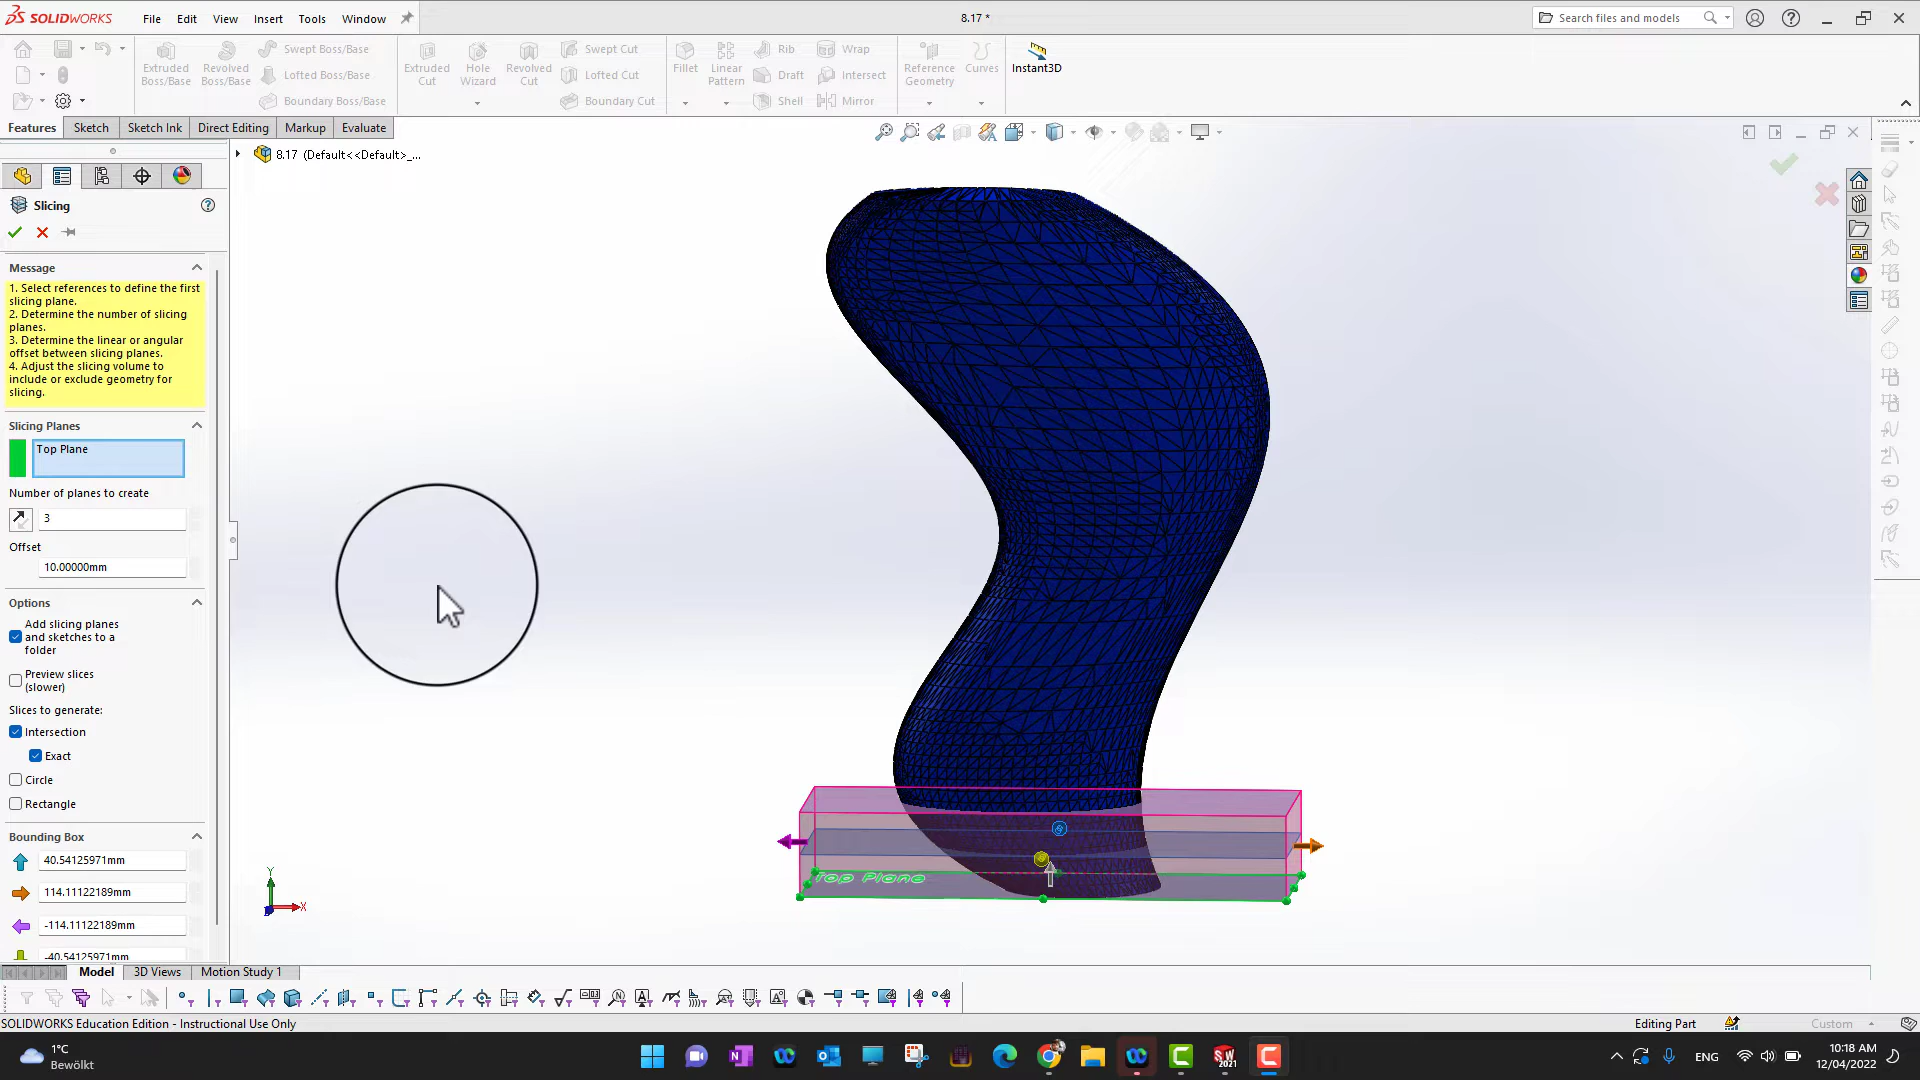 SOLIDWORKS File Edit View Insert Tools Window
8.17 *
Search files and models
Extruded Boss/Base
Revolved Boss/Base
Swept Boss/Base
Lofted Boss/Base
Boundary Boss/Base
Extruded Cut
Hole Wizard
Revolved Cut
Swept Cut
Lofted Cut
Boundary Cut
Fillet
Linear Pattern
Rib
Draft
Shell
Wrap
Intersect
Mirror
Reference Geometry
Curves
Instant3D
Features Sketch Sketch Ink Direct Editing Markup Evaluate
8.17 (Default<<Default>_...
Slicing
Message
1. Select references to define the first
slicing plane.
2. Determine the number of slicing
planes.
3. Determine the linear or angular
offset between slicing planes.
4. Adjust the slicing volume to
include or exclude geometry for
slicing.
Slicing Planes
Top Plane
Number of planes to create
3
Offset
10.00000mm
Options
Add slicing planes
and sketches to a
folder
Preview slices
(slower)
Slices to generate:
Intersection
Exact
Circle
Rectangle
Bounding Box
40.54125971mm
114.11122189mm
-114.11122189mm
-40.54125971mm
Top Plane
Y
X
Model 3D Views Motion Study 1
SOLIDWORKS Education Edition - Instructional Use Only
Editing Part
Custom
1°C
Bewölkt
SW
2021
ENG
10:18 AM
12/04/2022